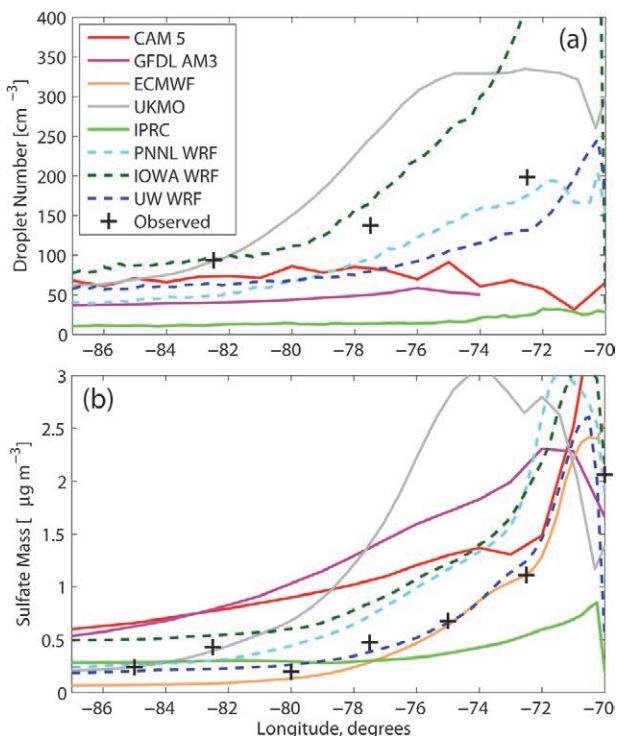 400
350
300
250
200
150
100
50
0
Droplet Number [cm⁻³]
(a)
CAM 5
GFDL AM3
ECMWF
UKMO
IPRC
PNNL WRF
IOWA WRF
UW WRF
Observed
−86 −84 −82 −80 −78 −76 −74 −72 −70
3
2.5
2
1.5
1
0.5
0
Sulfate Mass [ μg m⁻³]
(b)
−86 −84 −82 −80 −78 −76 −74 −72 −70
Longitude, degrees